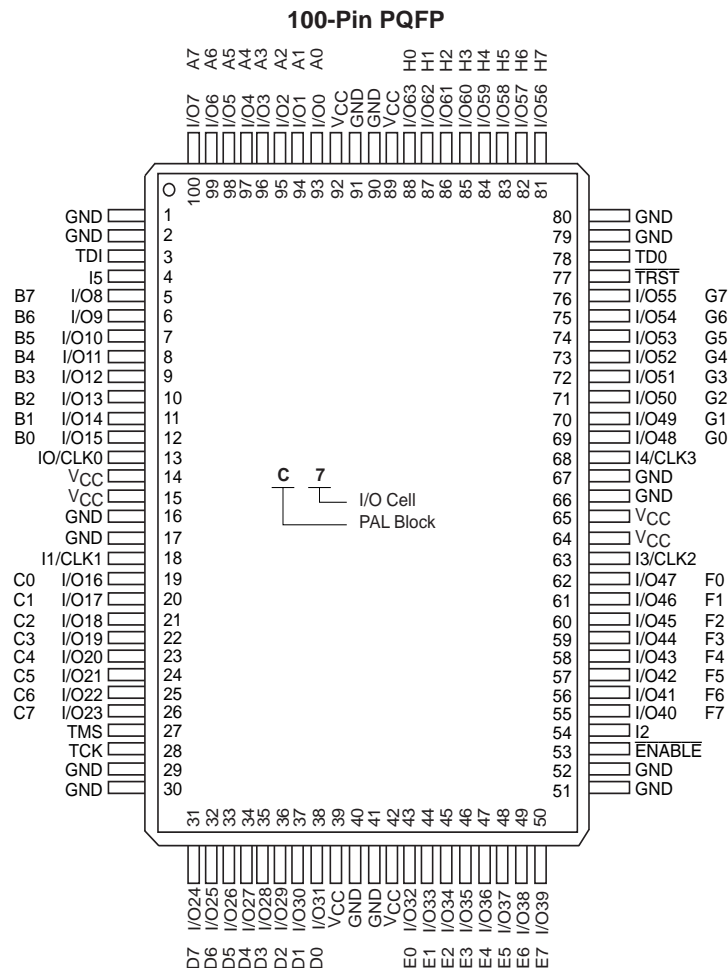 100-Pin PQFP
A7 A6 A5 A4 A3 A2 A1 A0 H0 H1 H2 H3 H4 H5 H6 H7
I/O7 I/O6 I/O5 I/O4 I/O3 I/O2 I/O1 I/O0 VCC GND GND VCC I/O63 I/O62 I/O61 I/O60 I/O59 I/O58 I/O57 I/O56
100 99 98 97 96 95 94 93 92 91 90 89 88 87 86 85 84 83 82 81
GND 1 80 GND
GND 2 79 GND
TDI 3 78 TD0
I5 4 77 TRST
B7 I/O8 5 76 I/O55 G7
B6 I/O9 6 75 I/O54 G6
B5 I/O10 7 74 I/O53 G5
B4 I/O11 8 73 I/O52 G4
B3 I/O12 9 72 I/O51 G3
B2 I/O13 10 71 I/O50 G2
B1 I/O14 11 70 I/O49 G1
B0 I/O15 12 69 I/O48 G0
IO/CLK0 13 68 I4/CLK3
VCC 14 C 7 67 GND
VCC 15 I/O Cell 66 GND
GND 16 PAL Block 65 VCC
GND 17 64 VCC
I1/CLK1 18 63 I3/CLK2
C0 I/O16 19 62 I/O47 F0
C1 I/O17 20 61 I/O46 F1
C2 I/O18 21 60 I/O45 F2
C3 I/O19 22 59 I/O44 F3
C4 I/O20 23 58 I/O43 F4
C5 I/O21 24 57 I/O42 F5
C6 I/O22 25 56 I/O41 F6
C7 I/O23 26 55 I/O40 F7
TMS 27 54 I2
TCK 28 53 ENABLE
GND 29 52 GND
GND 30 51 GND
31 32 33 34 35 36 37 38 39 40 41 42 43 44 45 46 47 48 49 50
I/O24 I/O25 I/O26 I/O27 I/O28 I/O29 I/O30 I/O31 VCC GND GND VCC I/O32 I/O33 I/O34 I/O35 I/O36 I/O37 I/O38 I/O39
D7 D6 D5 D4 D3 D2 D1 D0 E0 E1 E2 E3 E4 E5 E6 E7